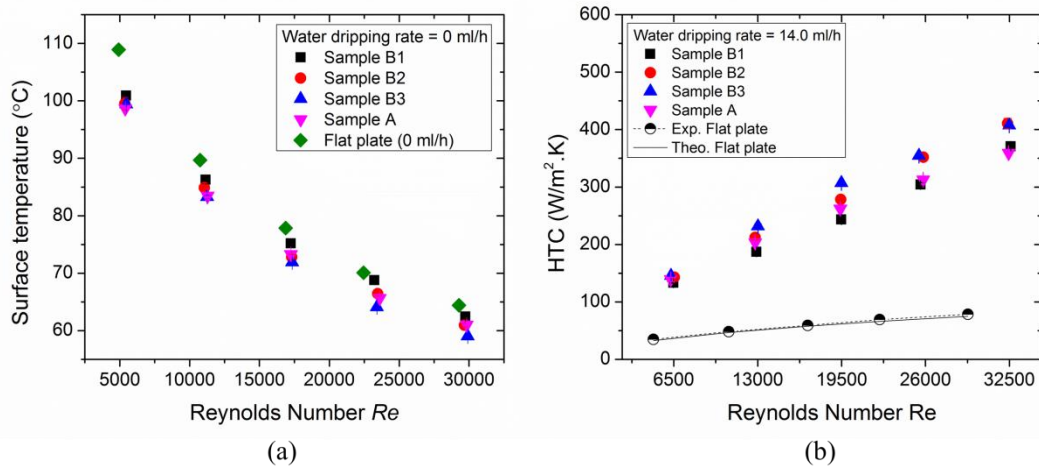 Water dripping rate = 0 ml/h
Sample B1
Sample B2
Sample B3
Sample A
Flat plate (0 ml/h)
Surface temperature (°C)
110
100
90
80
70
60
5000 10000 15000 20000 25000 30000
Reynolds Number Re
(a)
Water dripping rate = 14.0 ml/h
Sample B1
Sample B2
Sample B3
Sample A
Exp. Flat plate
Theo. Flat plate
HTC (W/m².K)
600
500
400
300
200
100
0
6500 13000 19500 26000 32500
Reynolds Number Re
(b)